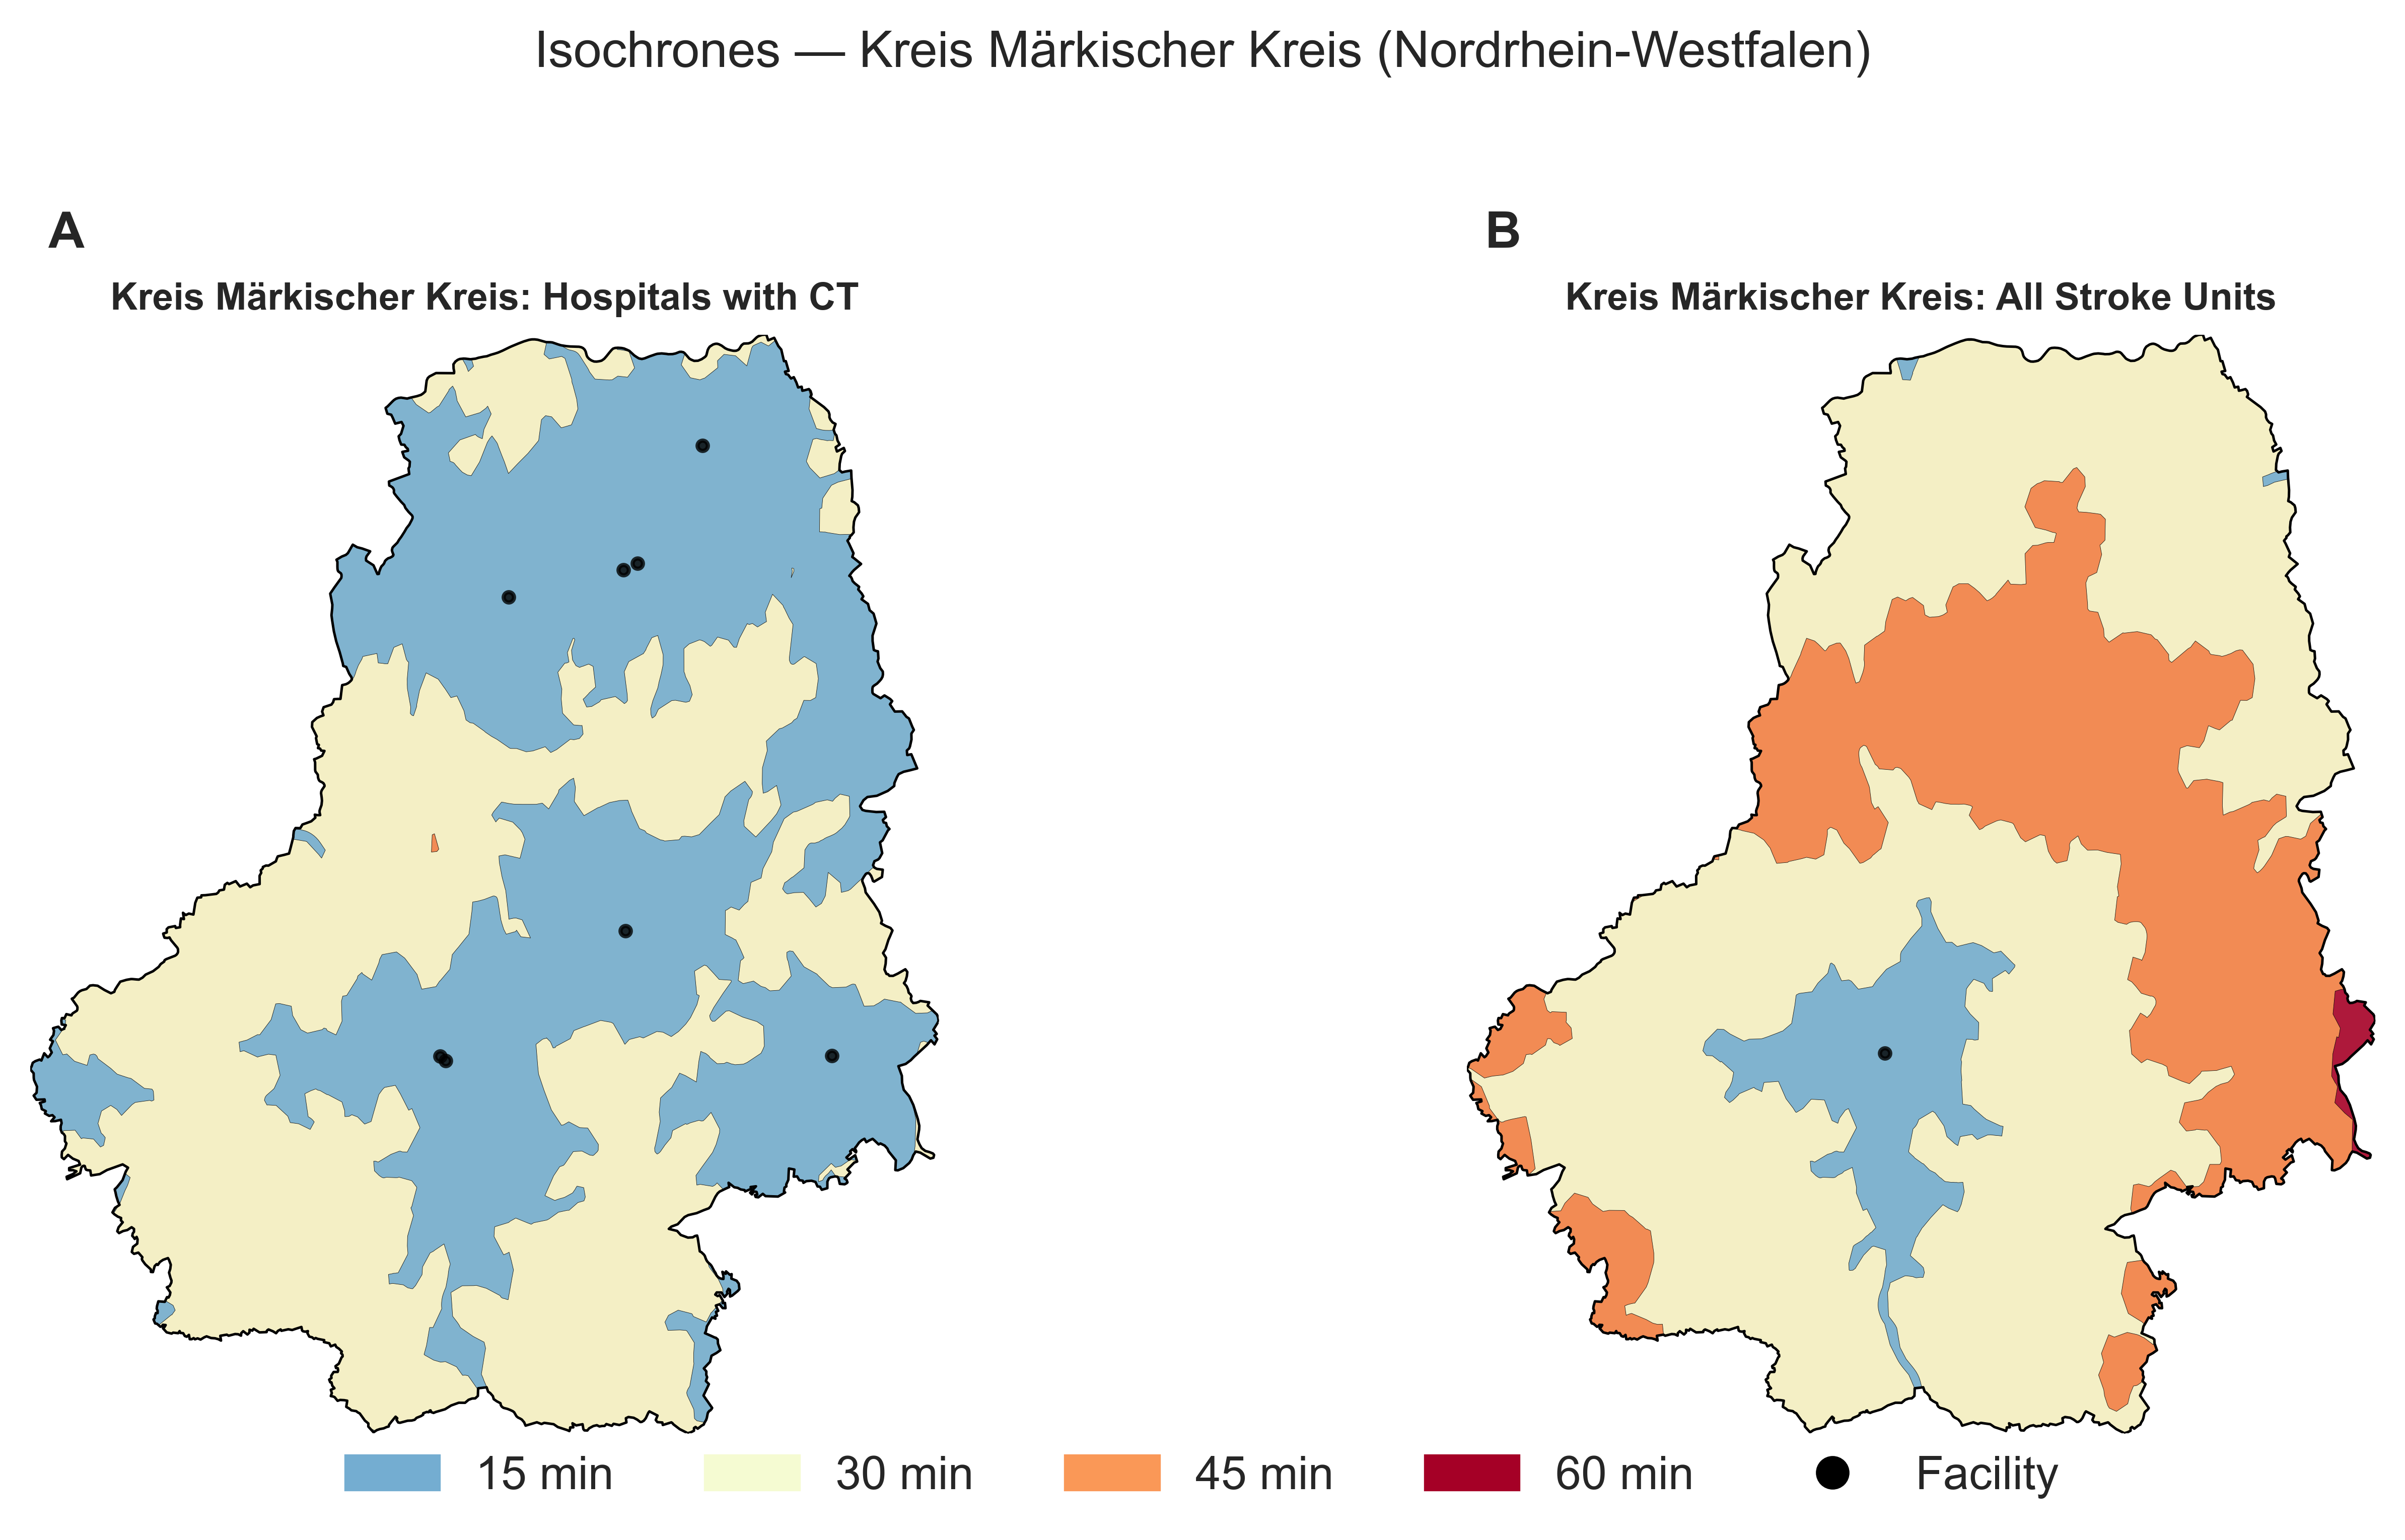 Isochrones — Kreis Märkischer Kreis (Nordrhein-Westfalen)
A
Kreis Märkischer Kreis: Hospitals with CT
B
Kreis Märkischer Kreis: All Stroke Units
15 min
30 min
45 min
60 min
Facility